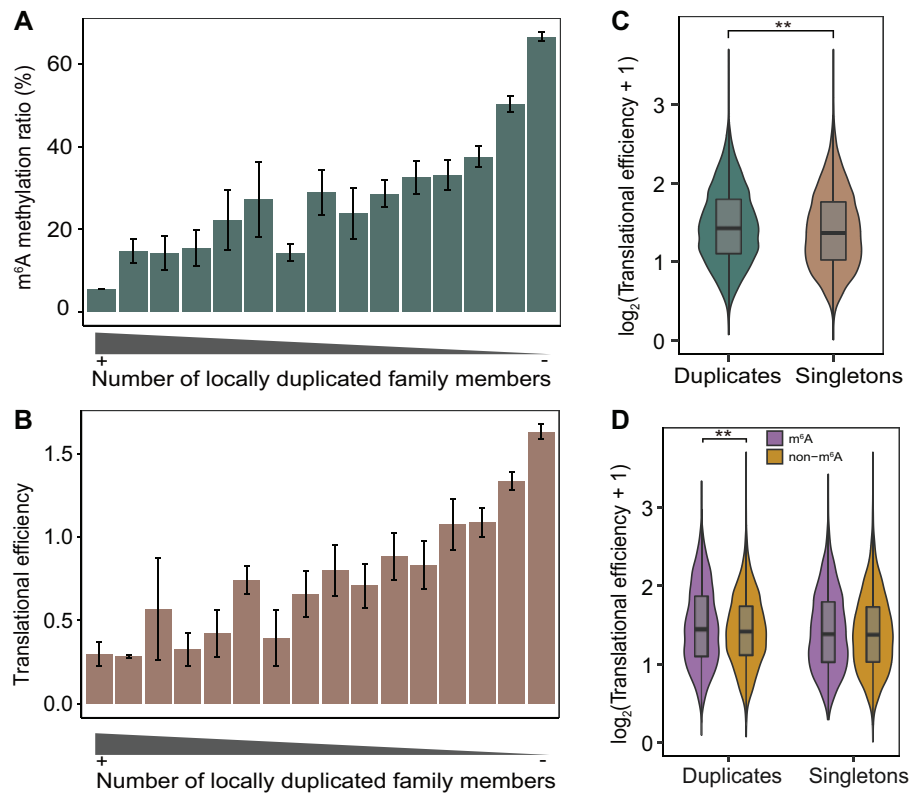 A
m⁶A methylation ratio (%)
60
40
20
0
+
-
Number of locally duplicated family members
B
Translational efficiency
1.5
1.0
0.5
0.0
+
-
Number of locally duplicated family members
C
**
log₂(Translational efficiency + 1)
3
2
1
0
Duplicates Singletons
D
m⁶A
non−m⁶A
**
log₂(Translational efficiency + 1)
3
2
1
0
Duplicates Singletons